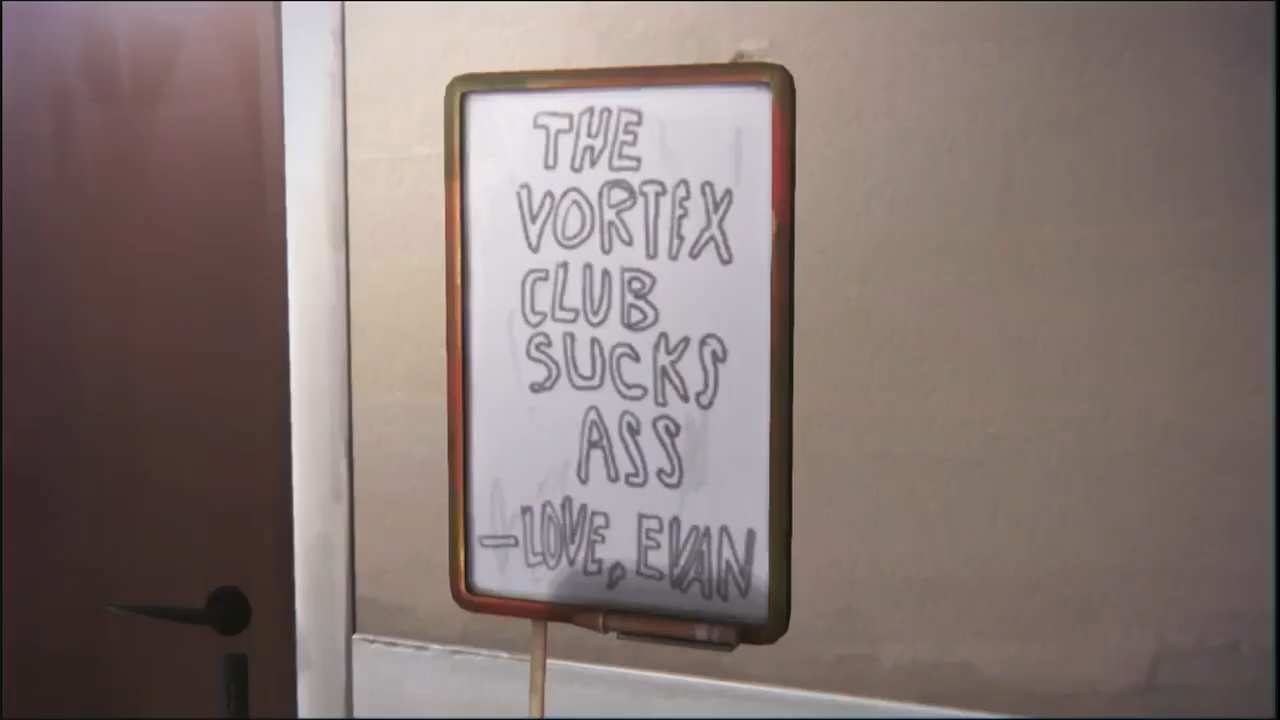 THE
VORTEX
CLUB
SUCKS
ASS
-LOVE, EVAN